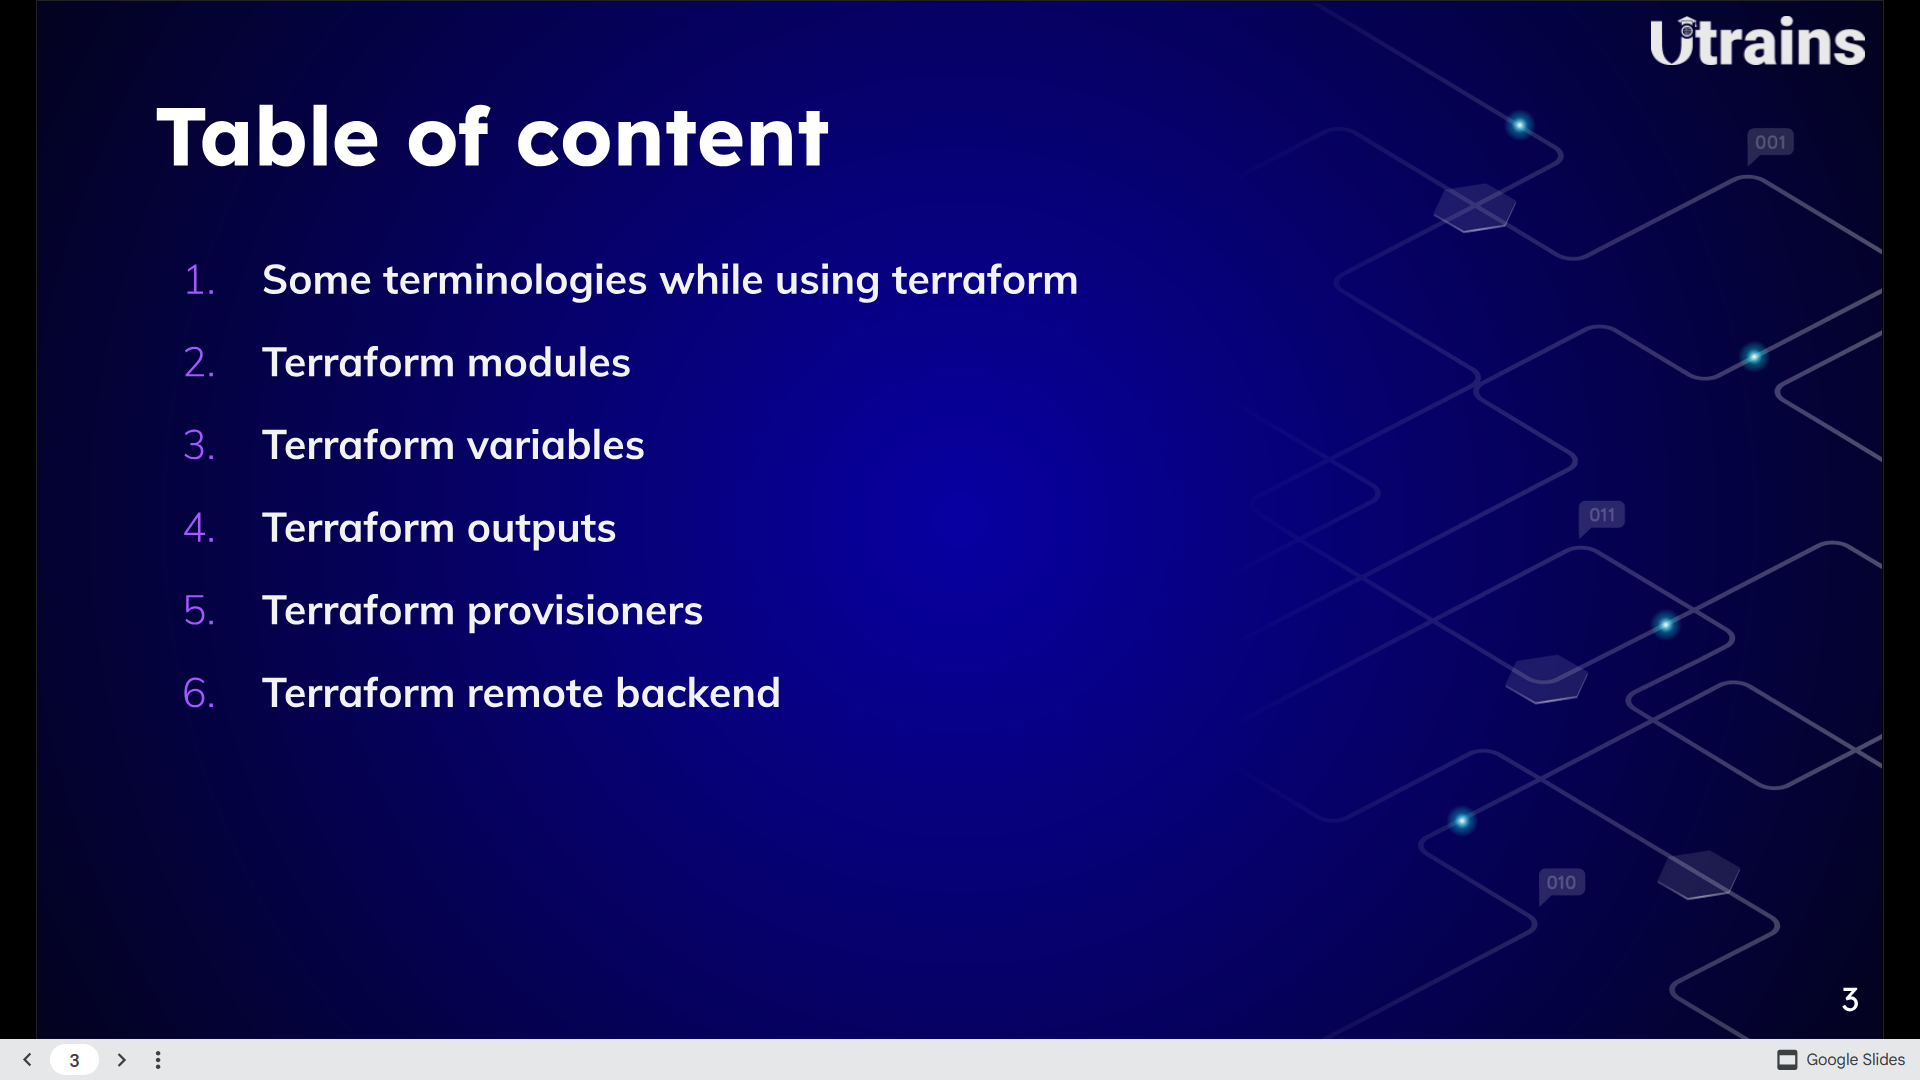 Utrains
Table of content
001
1. Some terminologies while using terraform
2. Terraform modules
3. Terraform variables
4. Terraform outputs
011
5. Terraform provisioners
6. Terraform remote backend
010
3
3
Google Slides